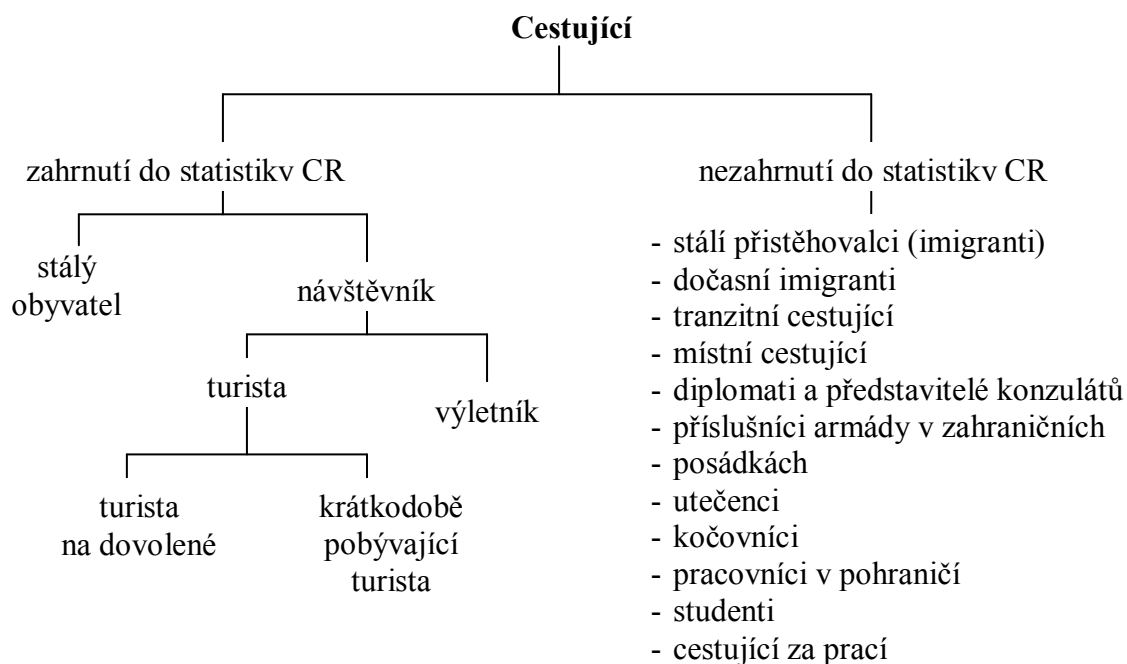 Cestující
zahrnutí do statistikv CR
nezahrnutí do statistikv CR
stálý
obyvatel
návštěvník
turista
výletník
turista
na dovolené
krátkodobě
pobývající
turista
- stálí přistěhovalci (imigranti)
- dočasní imigranti
- tranzitní cestující
- místní cestující
- diplomati a představitelé konzulátů
- příslušníci armády v zahraničních
- posádkách
- utečenci
- kočovníci
- pracovníci v pohraničí
- studenti
- cestující za prací